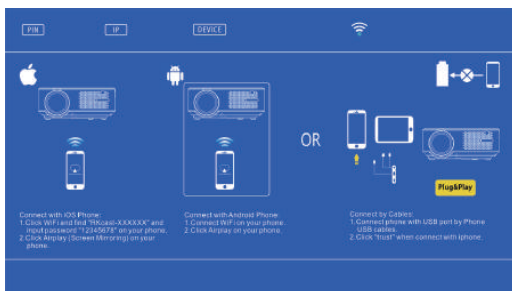 PIN
IP
DEVICE
OR
Plug&Play
Connect with iOS Phone:
1.Click WiFi and find "RKcast-XXXXXX" and
input password "12345678" on your phone.
2.Click Airplay (Screen Mirroring) on your
phone.
Connect with Android Phone:
1.Connect WiFi on your phone.
2.Click Airplay on your phone.
Connect by Cables:
1.Connect phone with USB port by Phone
USB cables.
2.Click "trust" when connect with iphone.